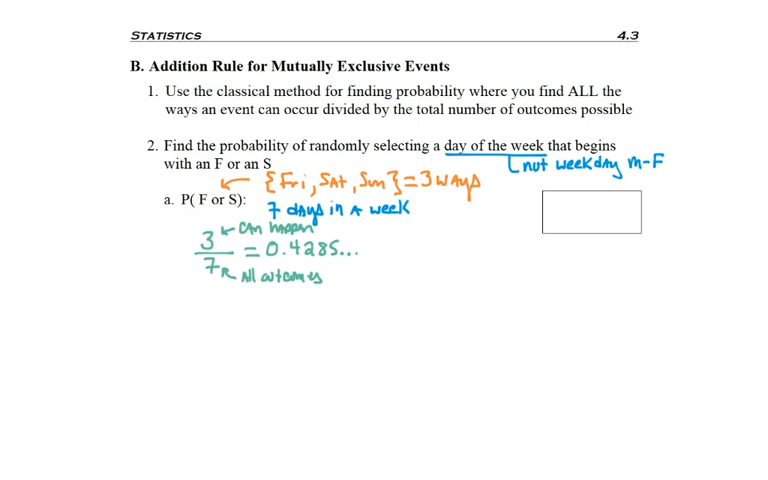 STATISTICS 4.3
B. Addition Rule for Mutually Exclusive Events
1. Use the classical method for finding probability where you find ALL the
ways an event can occur divided by the total number of outcomes possible
2. Find the probability of randomly selecting a day of the week that begins
with an F or an S
not weekday M-F
{Fri, SAt, Sun} = 3 WAys
a. P( F or S):
7 dAys in A week
CAn HAppen
3/7 = 0.4285...
All outcomes